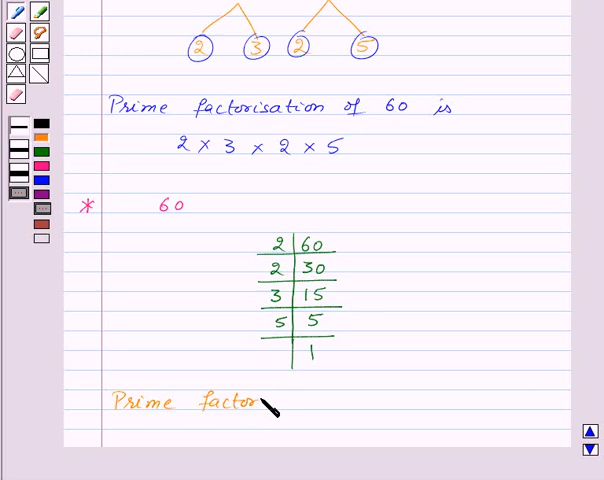 2 3 2 5
Prime factorisation of 60 is
2 × 3 × 2 × 5
* 60
2 | 60
2 | 30
3 | 15
5 | 5
| 1
Prime factor